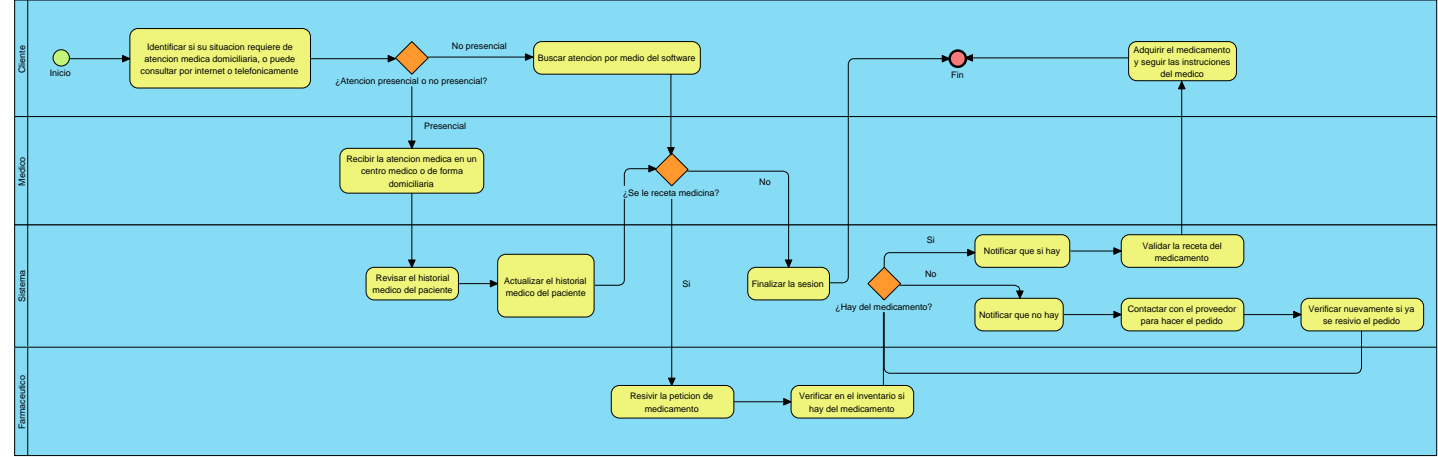 Cliente
Inicio
Identificar si su situacion requiere de
atencion medica domiciliaria, o puede
consultar por internet o telefonicamente
¿Atencion presencial o no presencial?
No presencial
Buscar atencion por medio del software
Fin
Adquirir el medicamento
y seguir las instruciones
del medico
Presencial
Medico
Recibir la atencion medica en un
centro medico o de forma
domiciliaria
¿Se le receta medicina?
No
Si
Sistema
Revisar el historial
medico del paciente
Actualizar el historial
medico del paciente
Finalizar la sesion
¿Hay del medicamento?
Si
Notificar que si hay
Validar la receta del
medicamento
No
Notificar que no hay
Contactar con el proveedor
para hacer el pedido
Verificar nuevamente si ya
se resivio el pedido
Farmaceutico
Resivir la peticion de
medicamento
Verificar en el inventario si
hay del medicamento